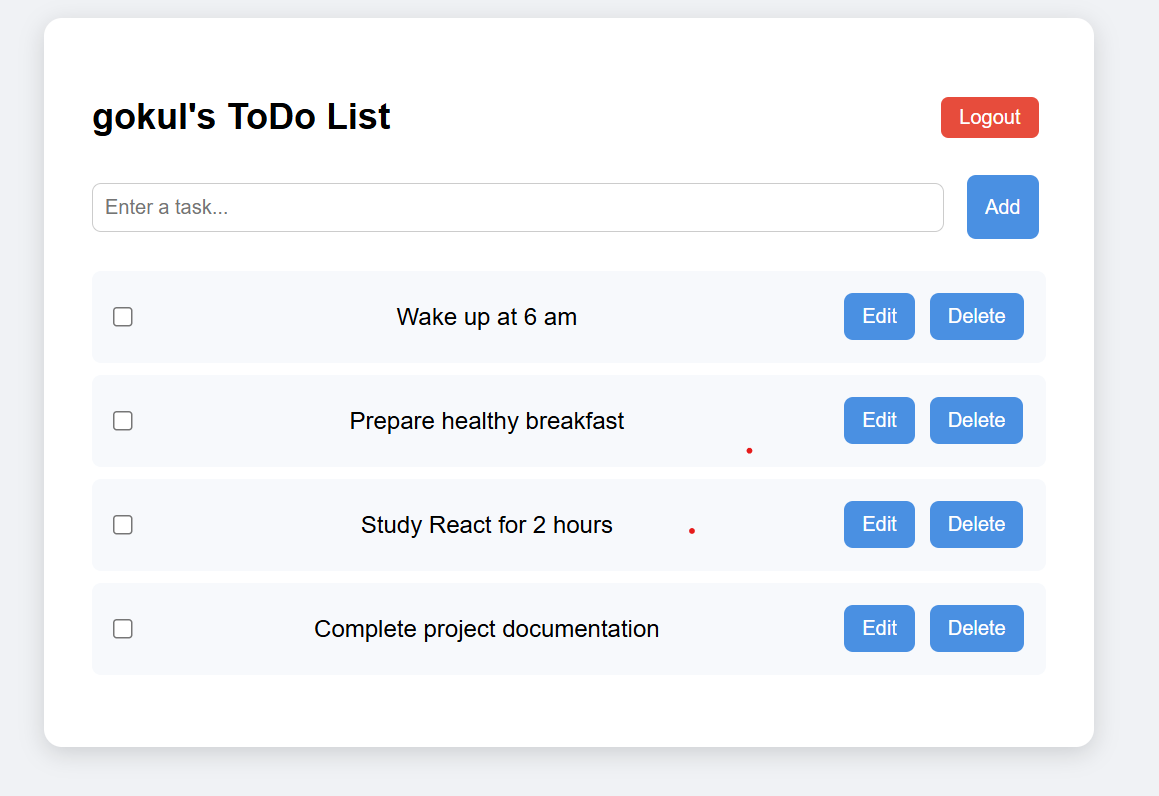 gokul's ToDo List
Logout
Enter a task...
Add
Wake up at 6 am
Edit
Delete
Prepare healthy breakfast
Edit
Delete
Study React for 2 hours
Edit
Delete
Complete project documentation
Edit
Delete